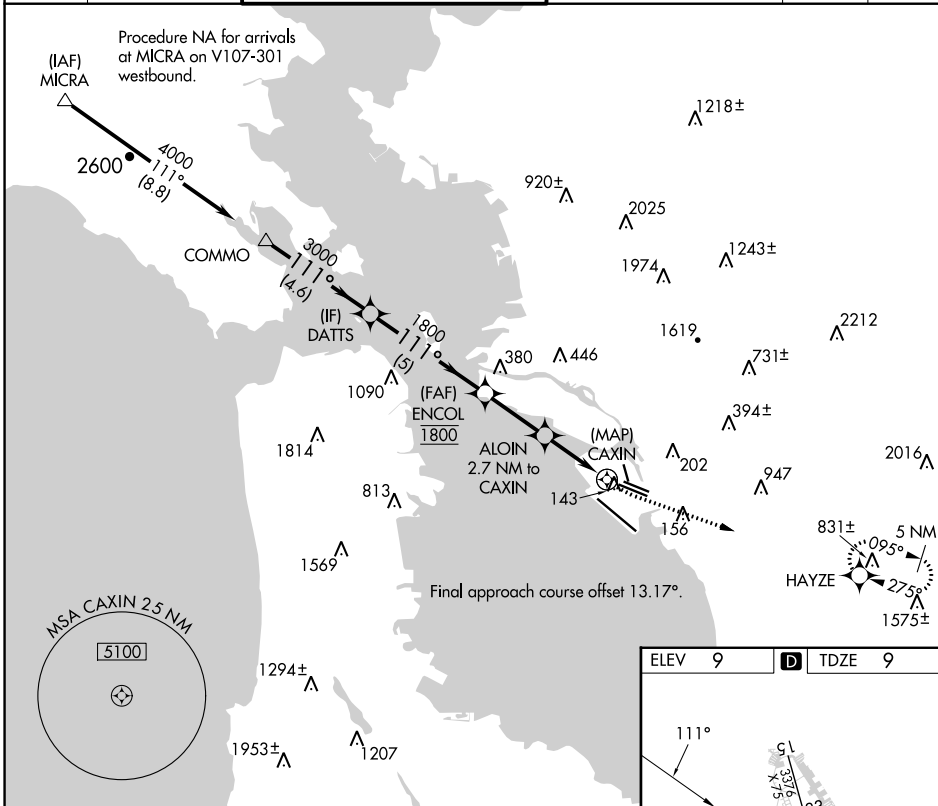 Procedure NA for arrivals
at MICRA on V107-301
westbound.
(IAF)
MICRA
2600
4000
111°
(8.8)
1218±
920±
2025
1243±
1974
COMMO
3000
111°
(4.6)
(IF)
DATTS
1800
111°
(5)
1619
2212
380
446
731±
1090
(FAF)
ENCOL
1800
394±
1814
ALOIN
2.7 NM to
CAXIN
(MAP)
CAXIN
202
2016
947
813
143
156
831±
5 NM
095°
HAYZE
275°
1575±
1569
Final approach course offset 13.17°.
MSA CAXIN 25 NM
5100
1294±
1953±
1207
ELEV 9
D
TDZE 9
111°
15
3376
X 75